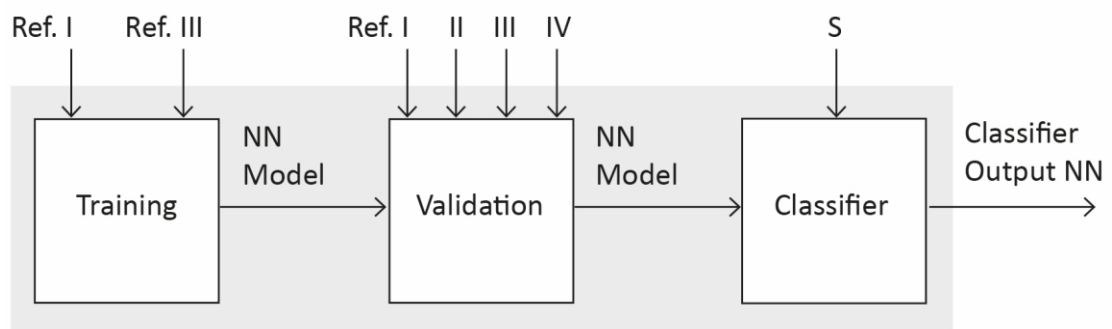 Ref. I Ref. III Ref. I II III IV S
NN
Model
NN
Model
Classifier
Output NN
Training
Validation
Classifier